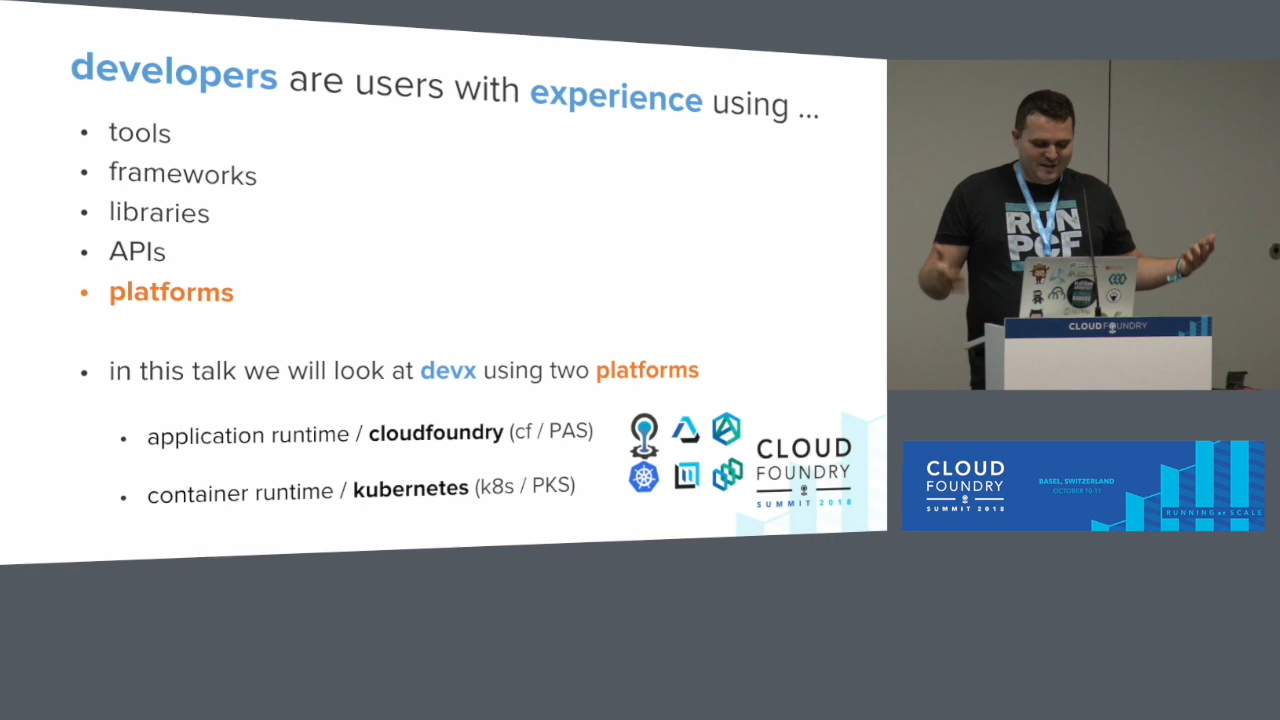 developers are users with experience using ...
• tools
• frameworks
• libraries
• APIs
• platforms
• in this talk we will look at devx using two platforms
• application runtime / cloudfoundry (cf / PAS)
• container runtime / kubernetes (k8s / PKS)
CLOUD
FOUNDRY
SUMMIT 2018
RUN
PCF
CLOUD FOUNDRY
CLOUD
FOUNDRY
SUMMIT 2018
BASEL, SWITZERLAND
OCTOBER 10-11
RUNNING AT SCALE